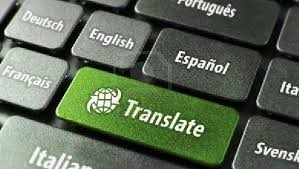 Português
Deutsch
English
Español
Français
Translate
Italian
Svensk